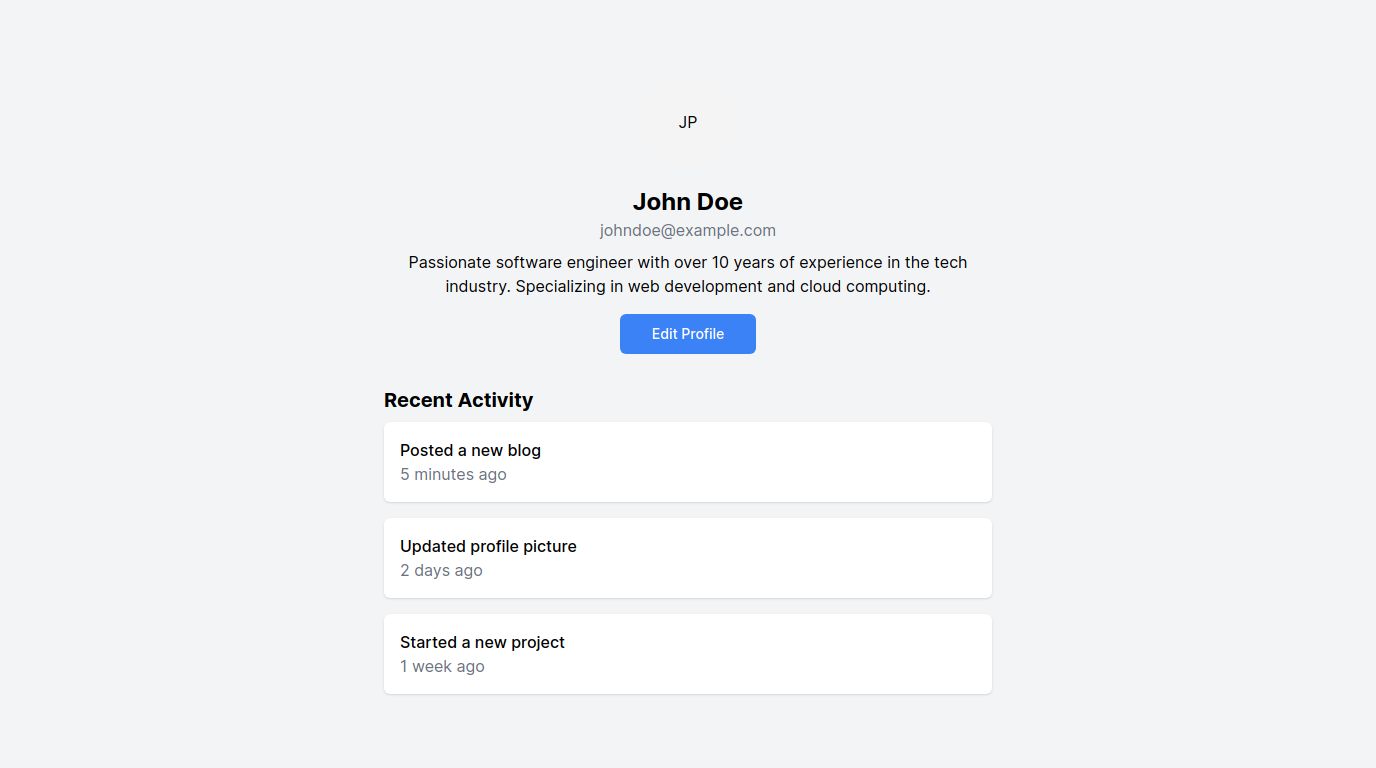 JP
John Doe
johndoe@example.com
Passionate software engineer with over 10 years of experience in the tech
industry. Specializing in web development and cloud computing.
Edit Profile
Recent Activity
Posted a new blog
5 minutes ago
Updated profile picture
2 days ago
Started a new project
1 week ago